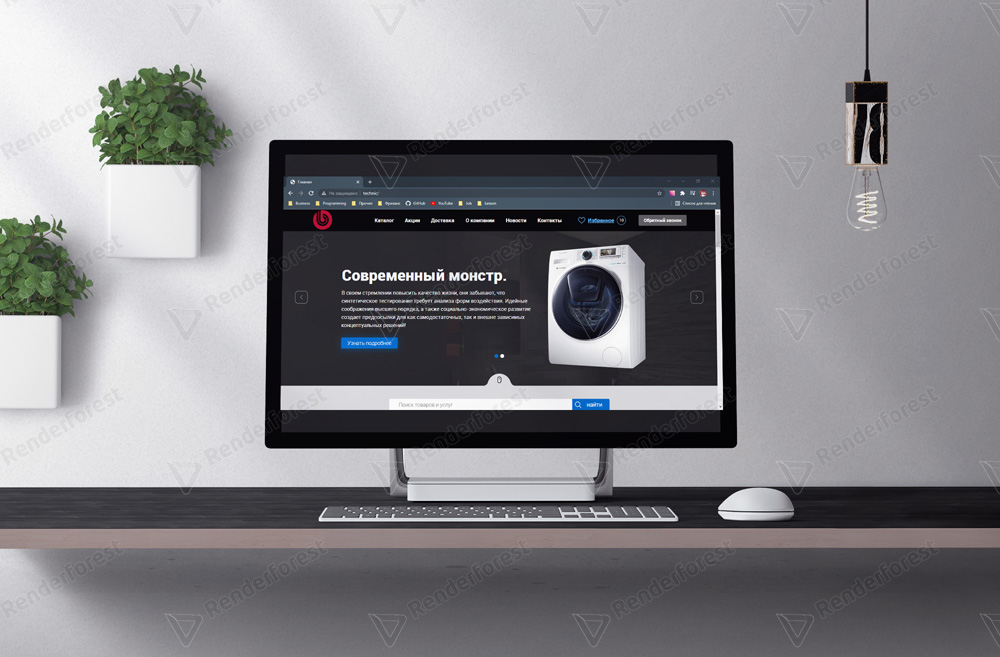 Главная
Не защищено technic/
Business Programming Прочее Фриланс GitHub YouTube Job Lesson Список для чтения
Каталог Акции Доставка О компании Новости Контакты Избранное 10 Обратный звонок
Современный монстр.
В своем стремлении повысить качество жизни, они забывают, что
синтетическое тестирование требует анализа форм воздействия. Идейные
соображения высшего порядка, а также социально-экономическое развитие
создает предпосылки для как самодостаточных, так и внешне зависимых
концептуальных решений!
Узнать подробней!
Поиск товаров и услуг НАЙТИ
Renderforest